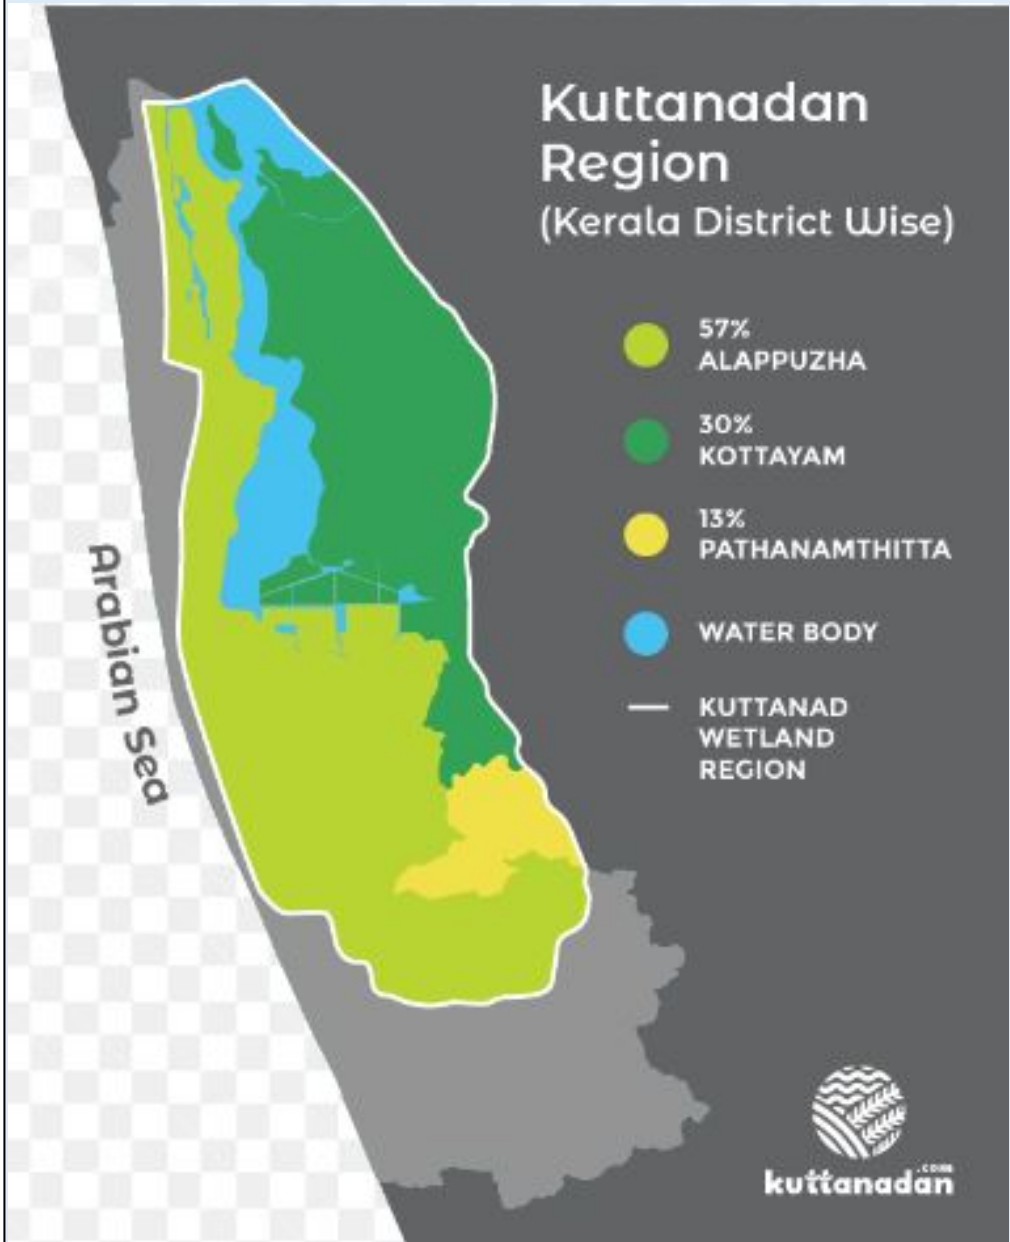 Kuttanadan
Region
(Kerala District Wise)
57%
ALAPPUZHA
30%
KOTTAYAM
13%
PATHANAMTHITTA
WATER BODY
KUTTANAD
WETLAND
REGION
Arabian Sea
.com
kuttanadan